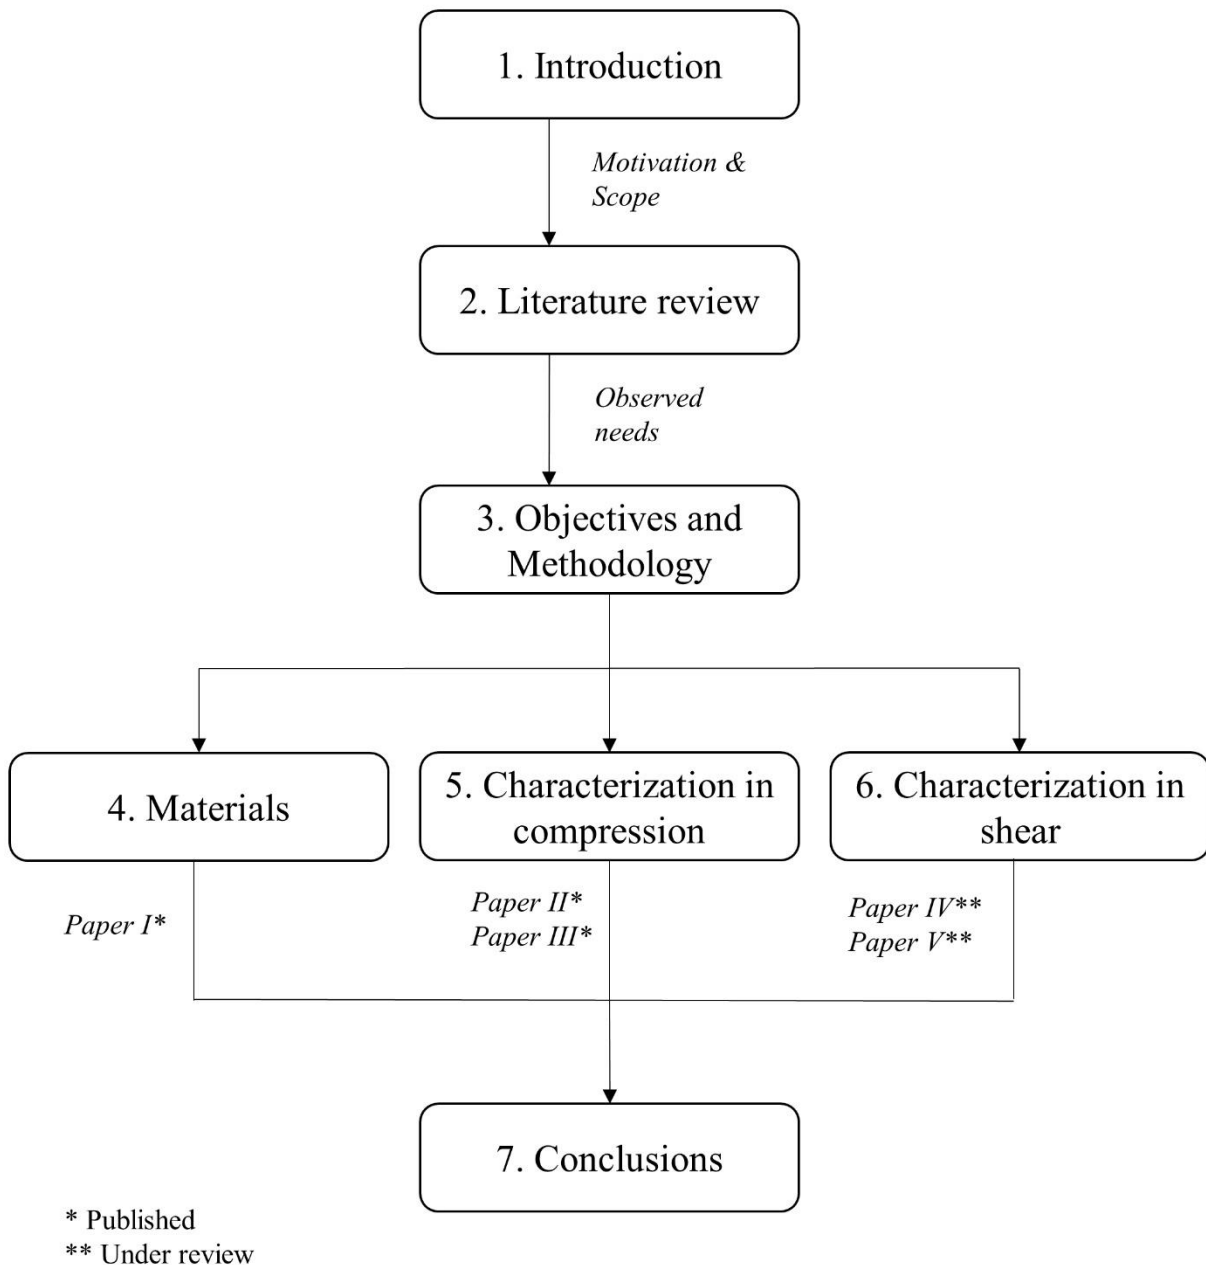 1. Introduction
Motivation &
Scope
2. Literature review
Observed
needs
3. Objectives and
Methodology
4. Materials
5. Characterization in
compression
6. Characterization in
shear
Paper I*
Paper II*
Paper III*
Paper IV**
Paper V**
7. Conclusions
* Published
** Under review